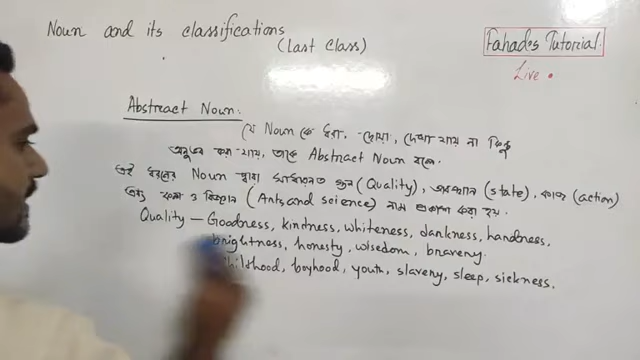 Noun and its classifications
(Last Class)
Fahades Tutorial.
Live.
Abstract Noun:
যে Noun কে ধরা, -ছোয়া, দেখা যায় না কিন্তু
অনুভব করা-যায়, তাকে Abstract Noun বলে.
এই ধরনের Noun দ্বারা সাধারনত গুন (Quality), অবস্থান (state), কাজ (action)
এবং কলা ও বিজ্ঞান (Arts and science) নাম প্রকাশ করা হয়.
Quality — Goodness, kindness, whiteness, darkness, hardness,
brightness, honesty, wisedom, bravery.
childhood, boyhood, youth, slavery, sleep, sickness.